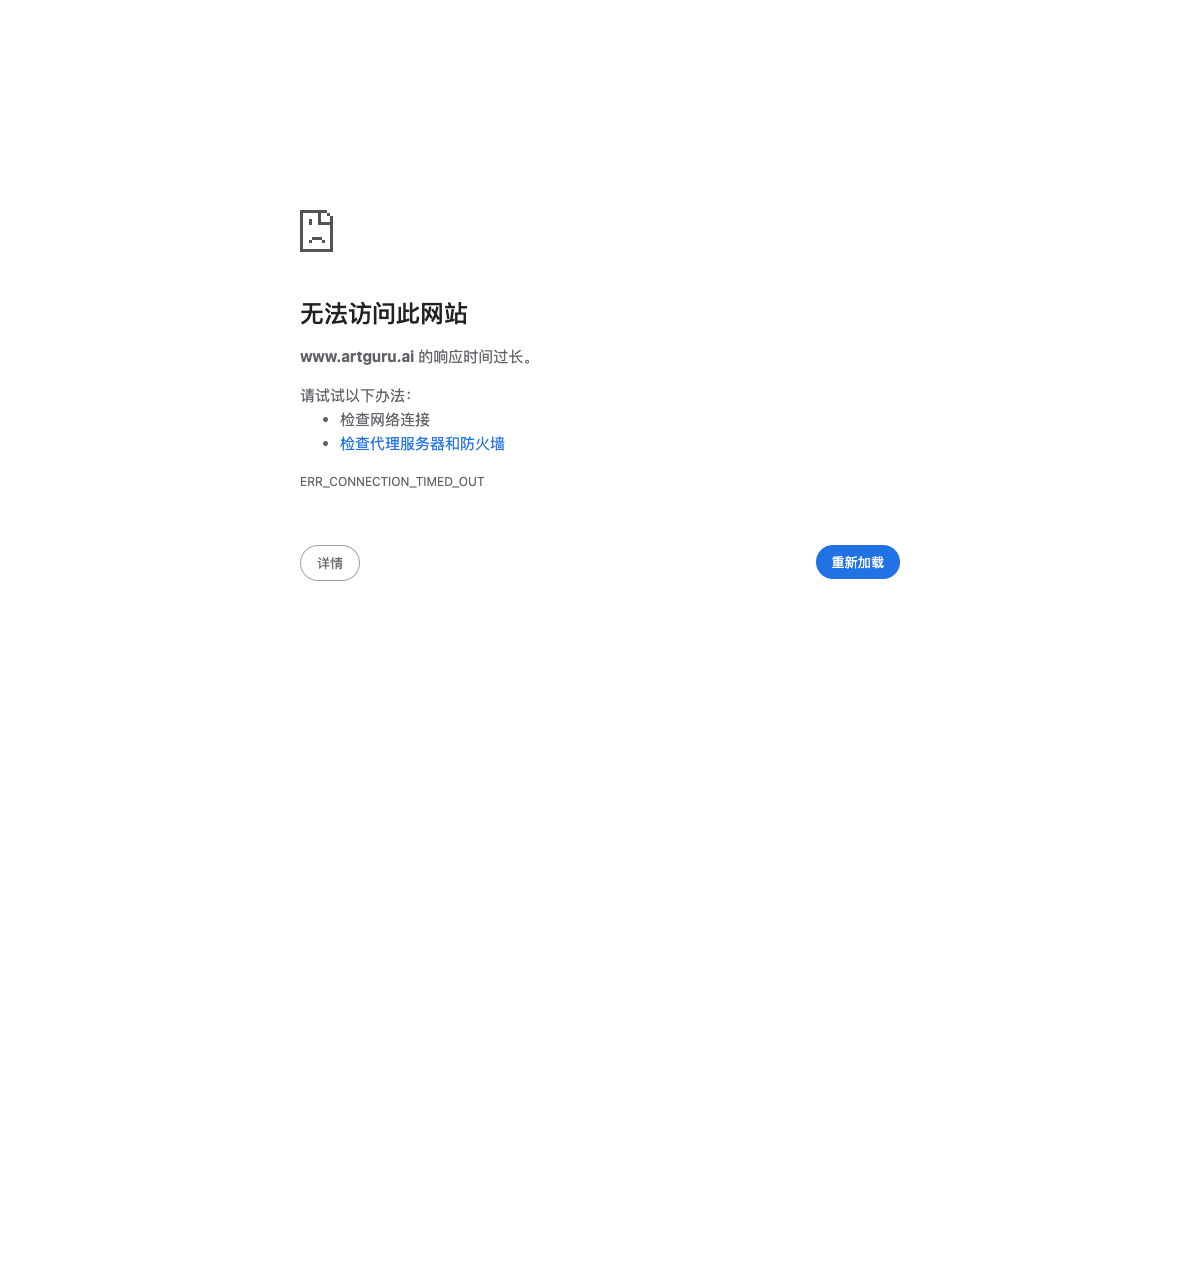 无法访问此网站
www.artguru.ai 的响应时间过长。
请试试以下办法：
检查网络连接
检查代理服务器和防火墙
ERR_CONNECTION_TIMED_OUT
详情
重新加载